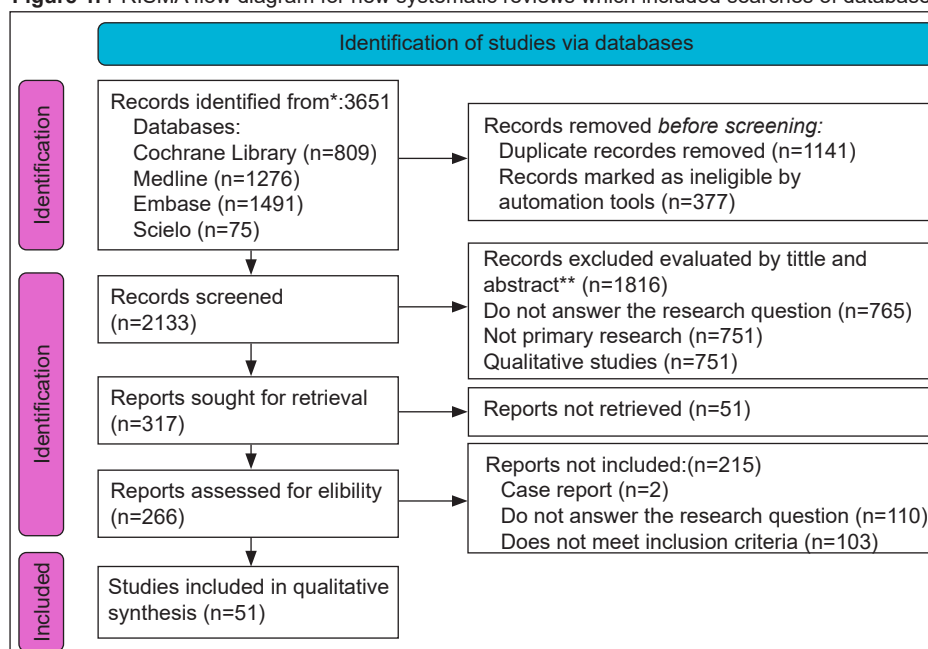 Figure 1. PRISMA flow diagram for new systematic reviews which included searches of database
Identification of studies via databases
Identification
Records identified from*:3651
Databases:
Cochrane Library (n=809)
Medline (n=1276)
Embase (n=1491)
Scielo (n=75)
Records removed before screening:
Duplicate recordes removed (n=1141)
Records marked as ineligible by
automation tools (n=377)
Identification
Records screened
(n=2133)
Records excluded evaluated by tittle and
abstract** (n=1816)
Do not answer the research question (n=765)
Not primary research (n=751)
Qualitative studies (n=751)
Reports sought for retrieval
(n=317)
Reports not retrieved (n=51)
Reports assessed for elibility
(n=266)
Reports not included:(n=215)
Case report (n=2)
Do not answer the research question (n=110)
Does not meet inclusion criteria (n=103)
Included
Studies included in qualitative
synthesis (n=51)